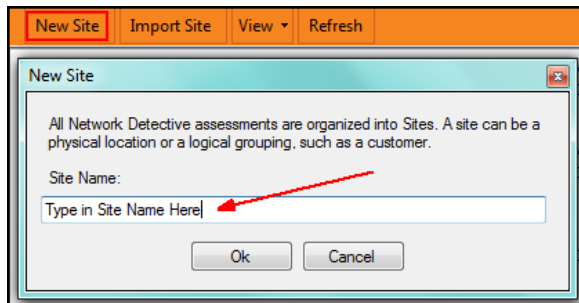 New Site Import Site View Refresh
New Site
All Network Detective assessments are organized into Sites. A site can be a
physical location or a logical grouping, such as a customer.
Site Name:
Type in Site Name Here
Ok Cancel